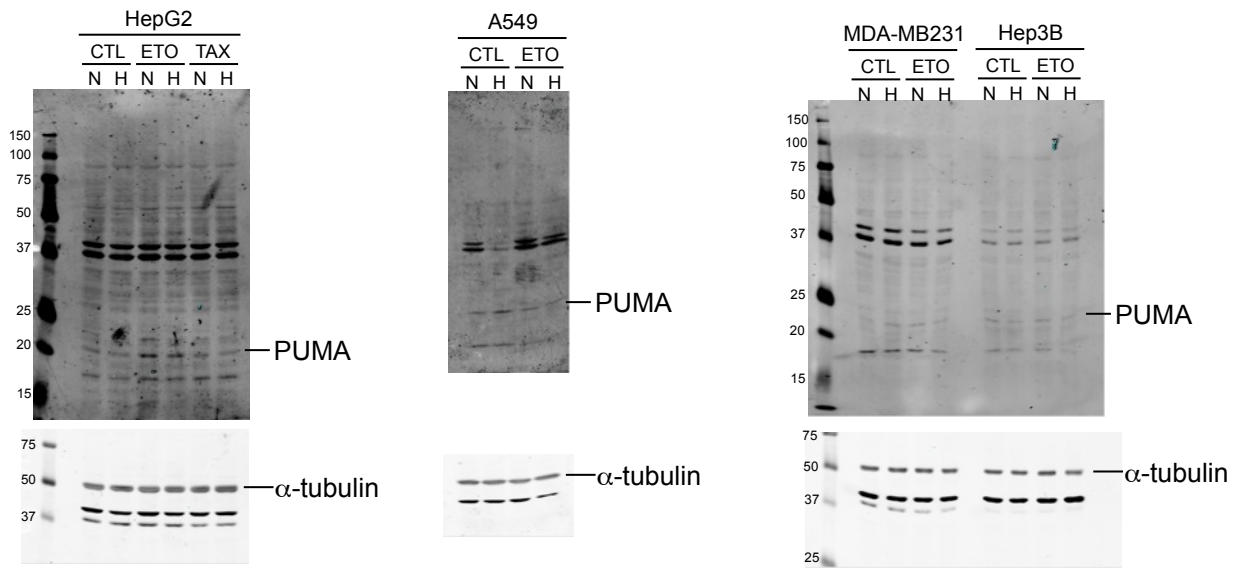 HepG2
CTL ETO TAX
N H N H N H
150
100
75
50
37
25
20
15
PUMA
75
50
37
α-tubulin
A549
CTL ETO
N H N H
PUMA
α-tubulin
MDA-MB231 Hep3B
CTL ETO CTL ETO
N H N H N H N H
150
100
75
50
37
25
20
15
PUMA
75
50
37
25
α-tubulin